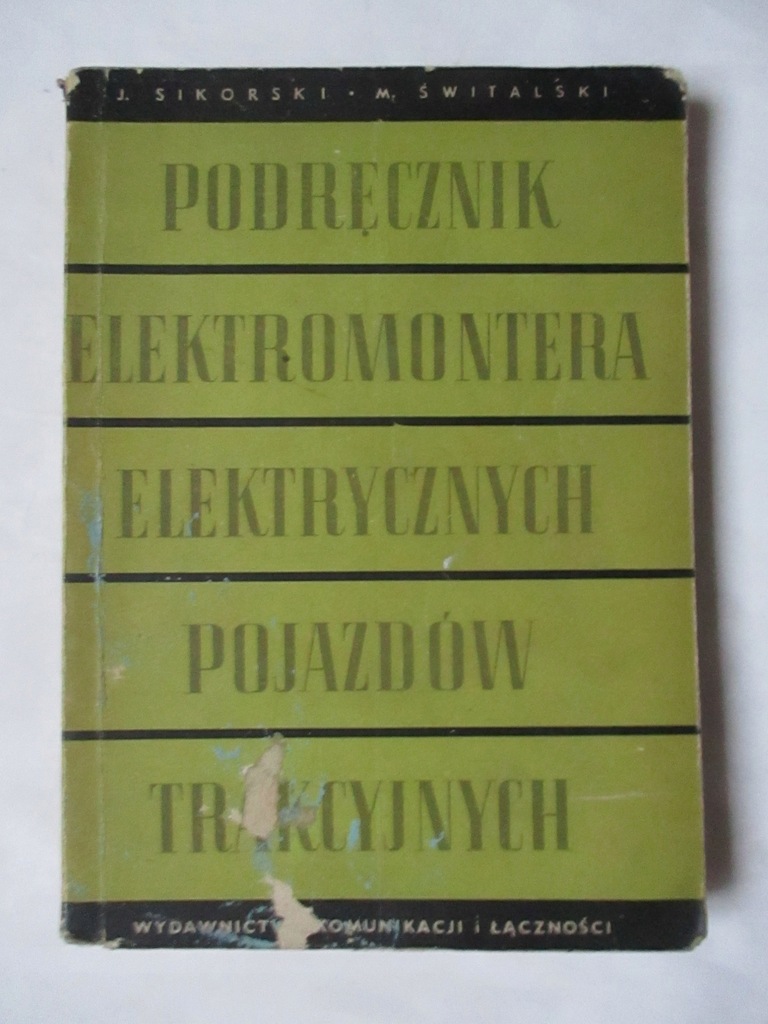 J. SIKORSKI • M. ŚWITALSKI
PODRĘCZNIK
ELEKTROMONTERA
ELEKTRYCZNYCH
POJAZDÓW
TRAKCYJNYCH
WYDAWNICTWA KOMUNIKACJI i ŁĄCZNOŚCI